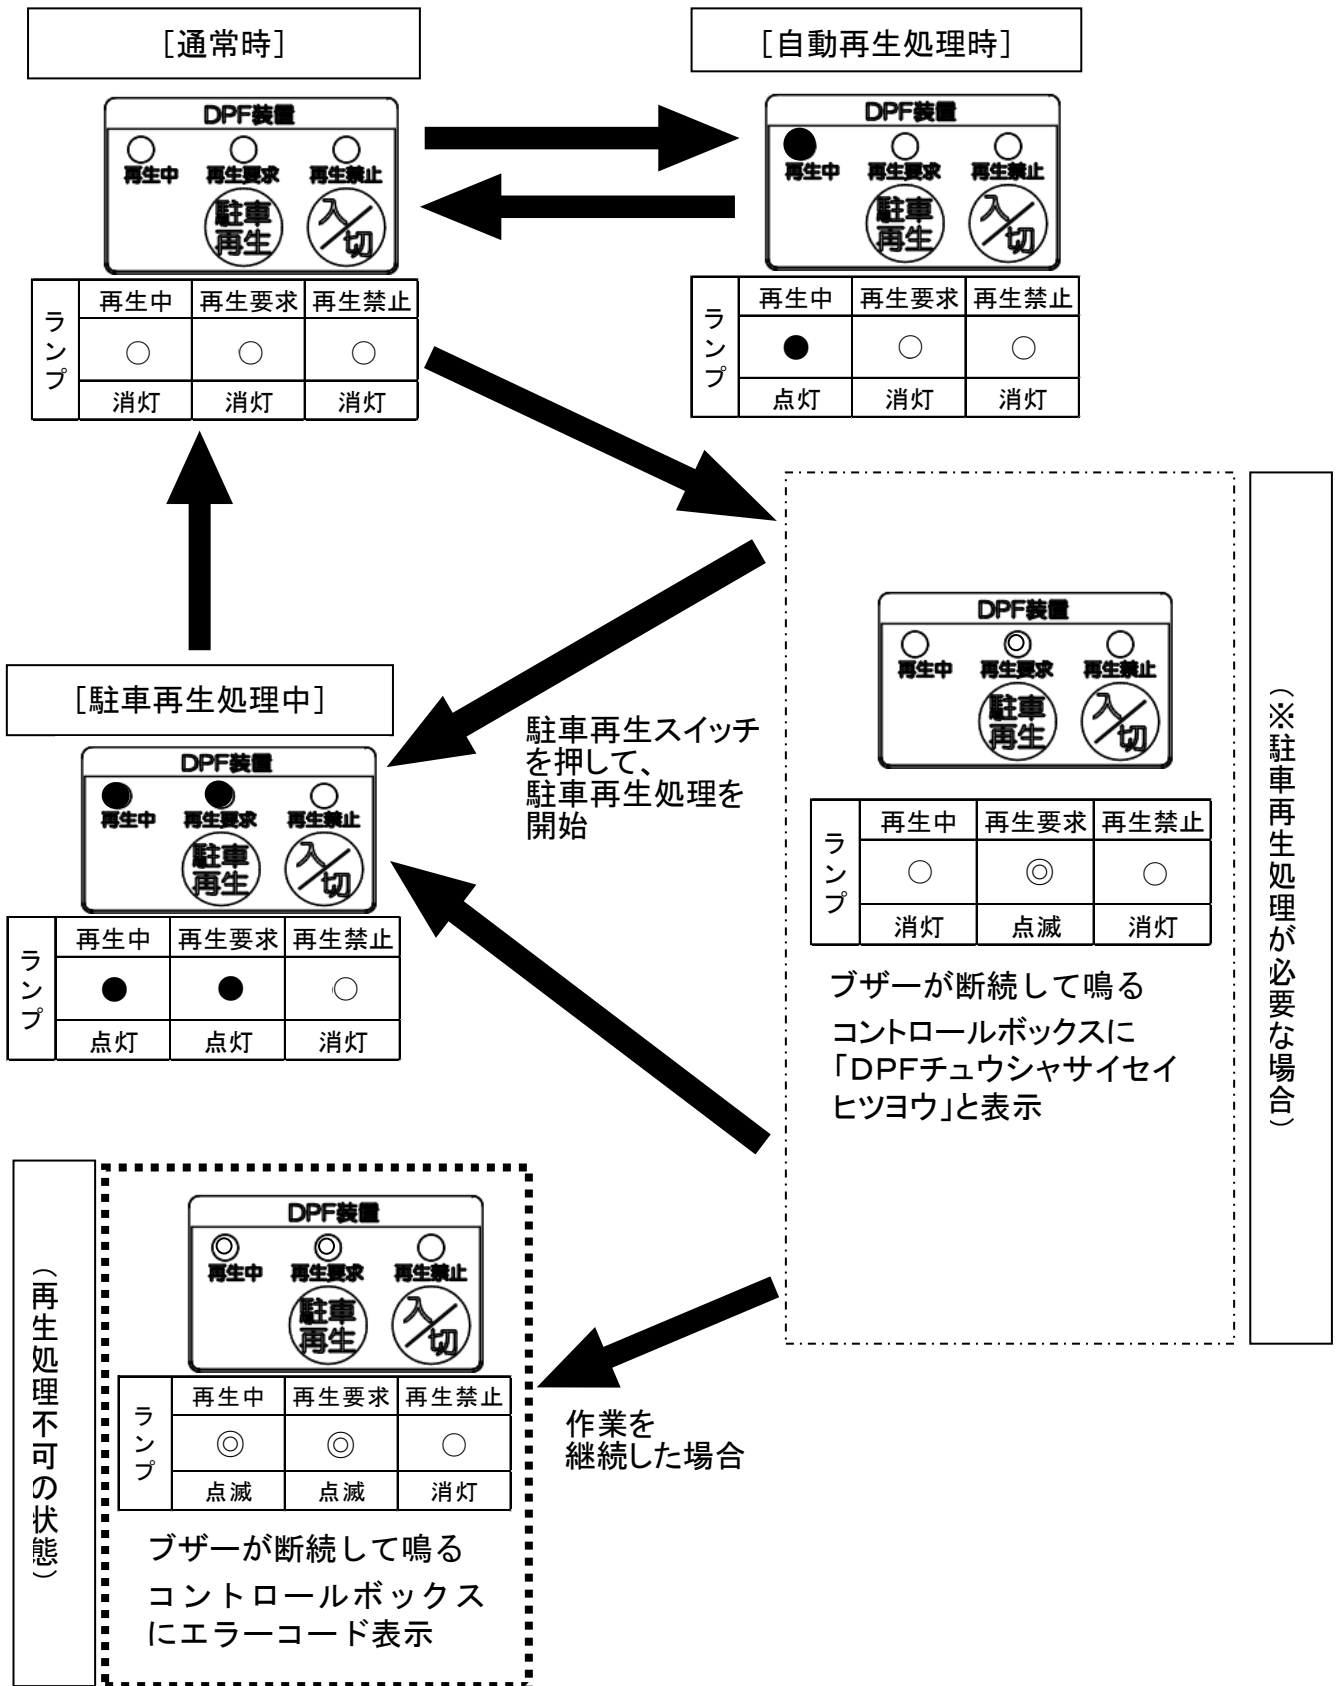 ［通常時］
DPF装置
再生中 再生要求 再生禁止
駐車 入
再生 切
ランプ
再生中 再生要求 再生禁止
○ ○ ○
消灯 消灯 消灯
［自動再生処理時］
DPF装置
再生中 再生要求 再生禁止
駐車 入
再生 切
ランプ
再生中 再生要求 再生禁止
● ○ ○
点灯 消灯 消灯
（※駐車再生処理が必要な場合）
DPF装置
再生中 再生要求 再生禁止
駐車 入
再生 切
ランプ
再生中 再生要求 再生禁止
○ ◎ ○
消灯 点滅 消灯
ブザーが断続して鳴る
コントロールボックスに
「ＤＰＦチュウシャサイセイ
ヒツヨウ」と表示
駐車再生スイッチ
を押して、
駐車再生処理を
開始
［駐車再生処理中］
DPF装置
再生中 再生要求 再生禁止
駐車 入
再生 切
ランプ
再生中 再生要求 再生禁止
● ● ○
点灯 点灯 消灯
作業を
継続した場合
（再生処理不可の状態）
DPF装置
再生中 再生要求 再生禁止
駐車 入
再生 切
ランプ
再生中 再生要求 再生禁止
◎ ◎ ○
点滅 点滅 消灯
ブザーが断続して鳴る
コントロールボックス
にエラーコード表示